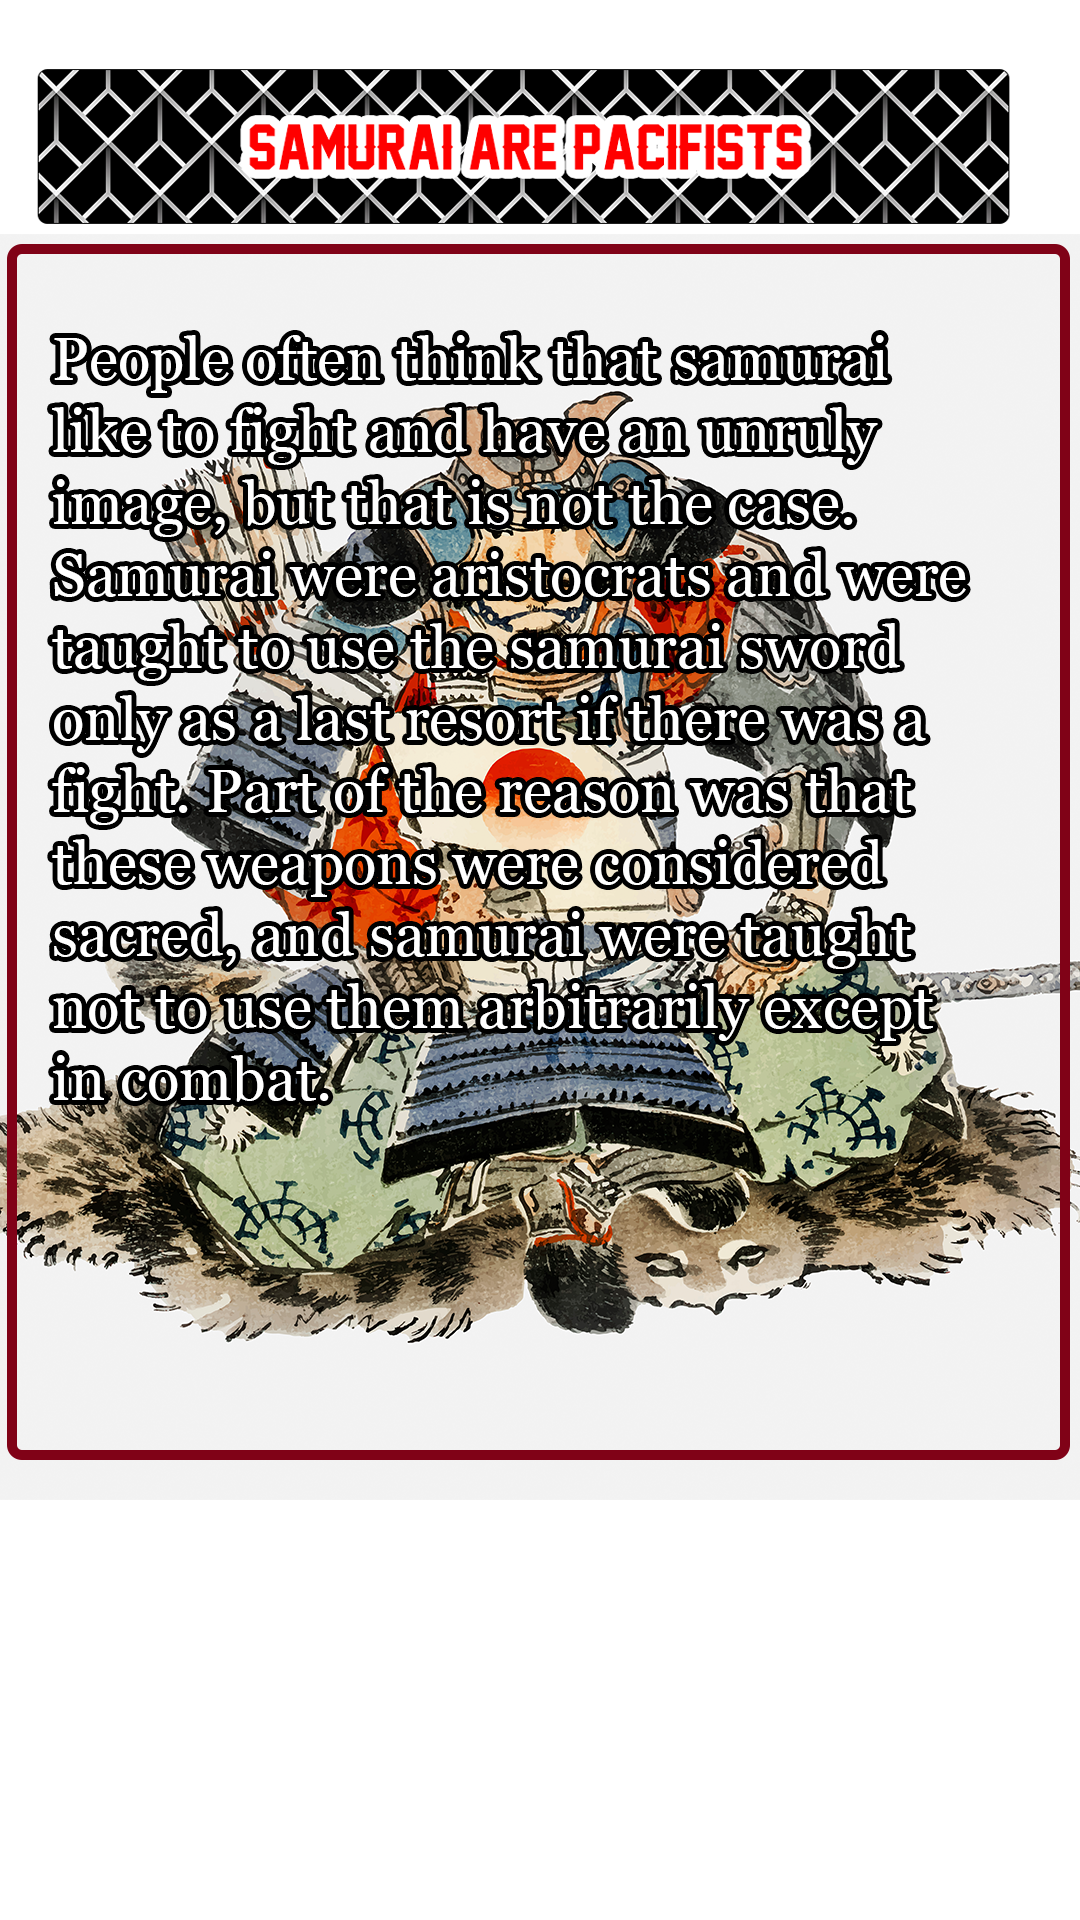 SAMURAI ARE PACIFISTS
People often think that samurai
like to fight and have an unruly
image, but that is not the case.
Samurai were aristocrats and were
taught to use the samurai sword
only as a last resort if there was a
fight. Part of the reason was that
these weapons were considered
sacred, and samurai were taught
not to use them arbitrarily except
in combat.